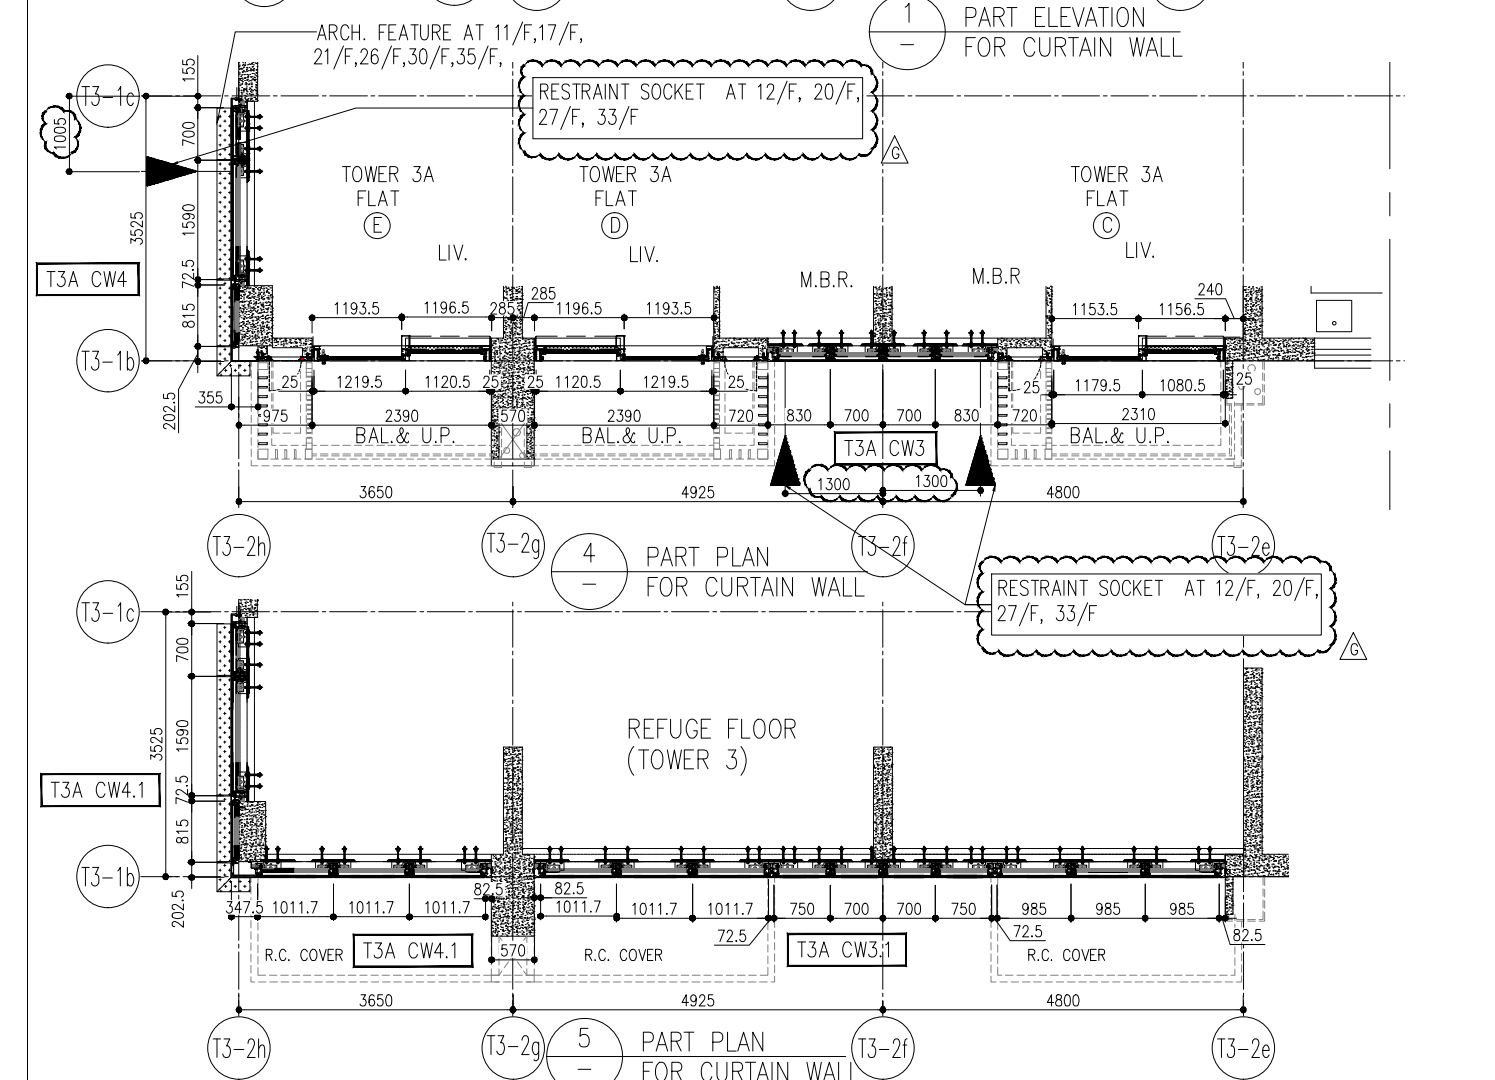 1
PART ELEVATION
–
FOR CURTAIN WALL
ARCH. FEATURE AT 11/F,17/F,
21/F,26/F,30/F,35/F,
RESTRAINT SOCKET AT 12/F, 20/F,
27/F, 33/F
G
T3-1c
155
1005
700
3525
1590
72.5
815
202.5
T3A CW4
T3-1b
TOWER 3A
FLAT
E
LIV.
TOWER 3A
FLAT
D
LIV.
M.B.R.
M.B.R
TOWER 3A
FLAT
C
LIV.
1193.5 1196.5 285 285 1196.5 1193.5 1153.5 1156.5 240
25 1219.5 1120.5 25 25 1120.5 1219.5 25 25 1179.5 1080.5 25
355
975 2390 570 2390 720 830 700 700 830 720 2310
BAL.& U.P. BAL.& U.P. T3A CW3 BAL.& U.P.
1300 1300
3650 4925 4800
T3-2h T3-2g T3-2f T3-2e
4
PART PLAN
–
FOR CURTAIN WALL
RESTRAINT SOCKET AT 12/F, 20/F,
27/F, 33/F
G
T3-1c
155
700
3525
1590
72.5
815
202.5
T3A CW4.1
T3-1b
REFUGE FLOOR
(TOWER 3)
82.5 82.5
347.5 1011.7 1011.7 1011.7 1011.7 1011.7 1011.7 750 700 700 750 985 985 985
72.5 72.5 82.5
R.C. COVER T3A CW4.1 570 R.C. COVER T3A CW3.1 R.C. COVER
3650 4925 4800
T3-2h T3-2g T3-2f T3-2e
5
PART PLAN
–
FOR CURTAIN WALL